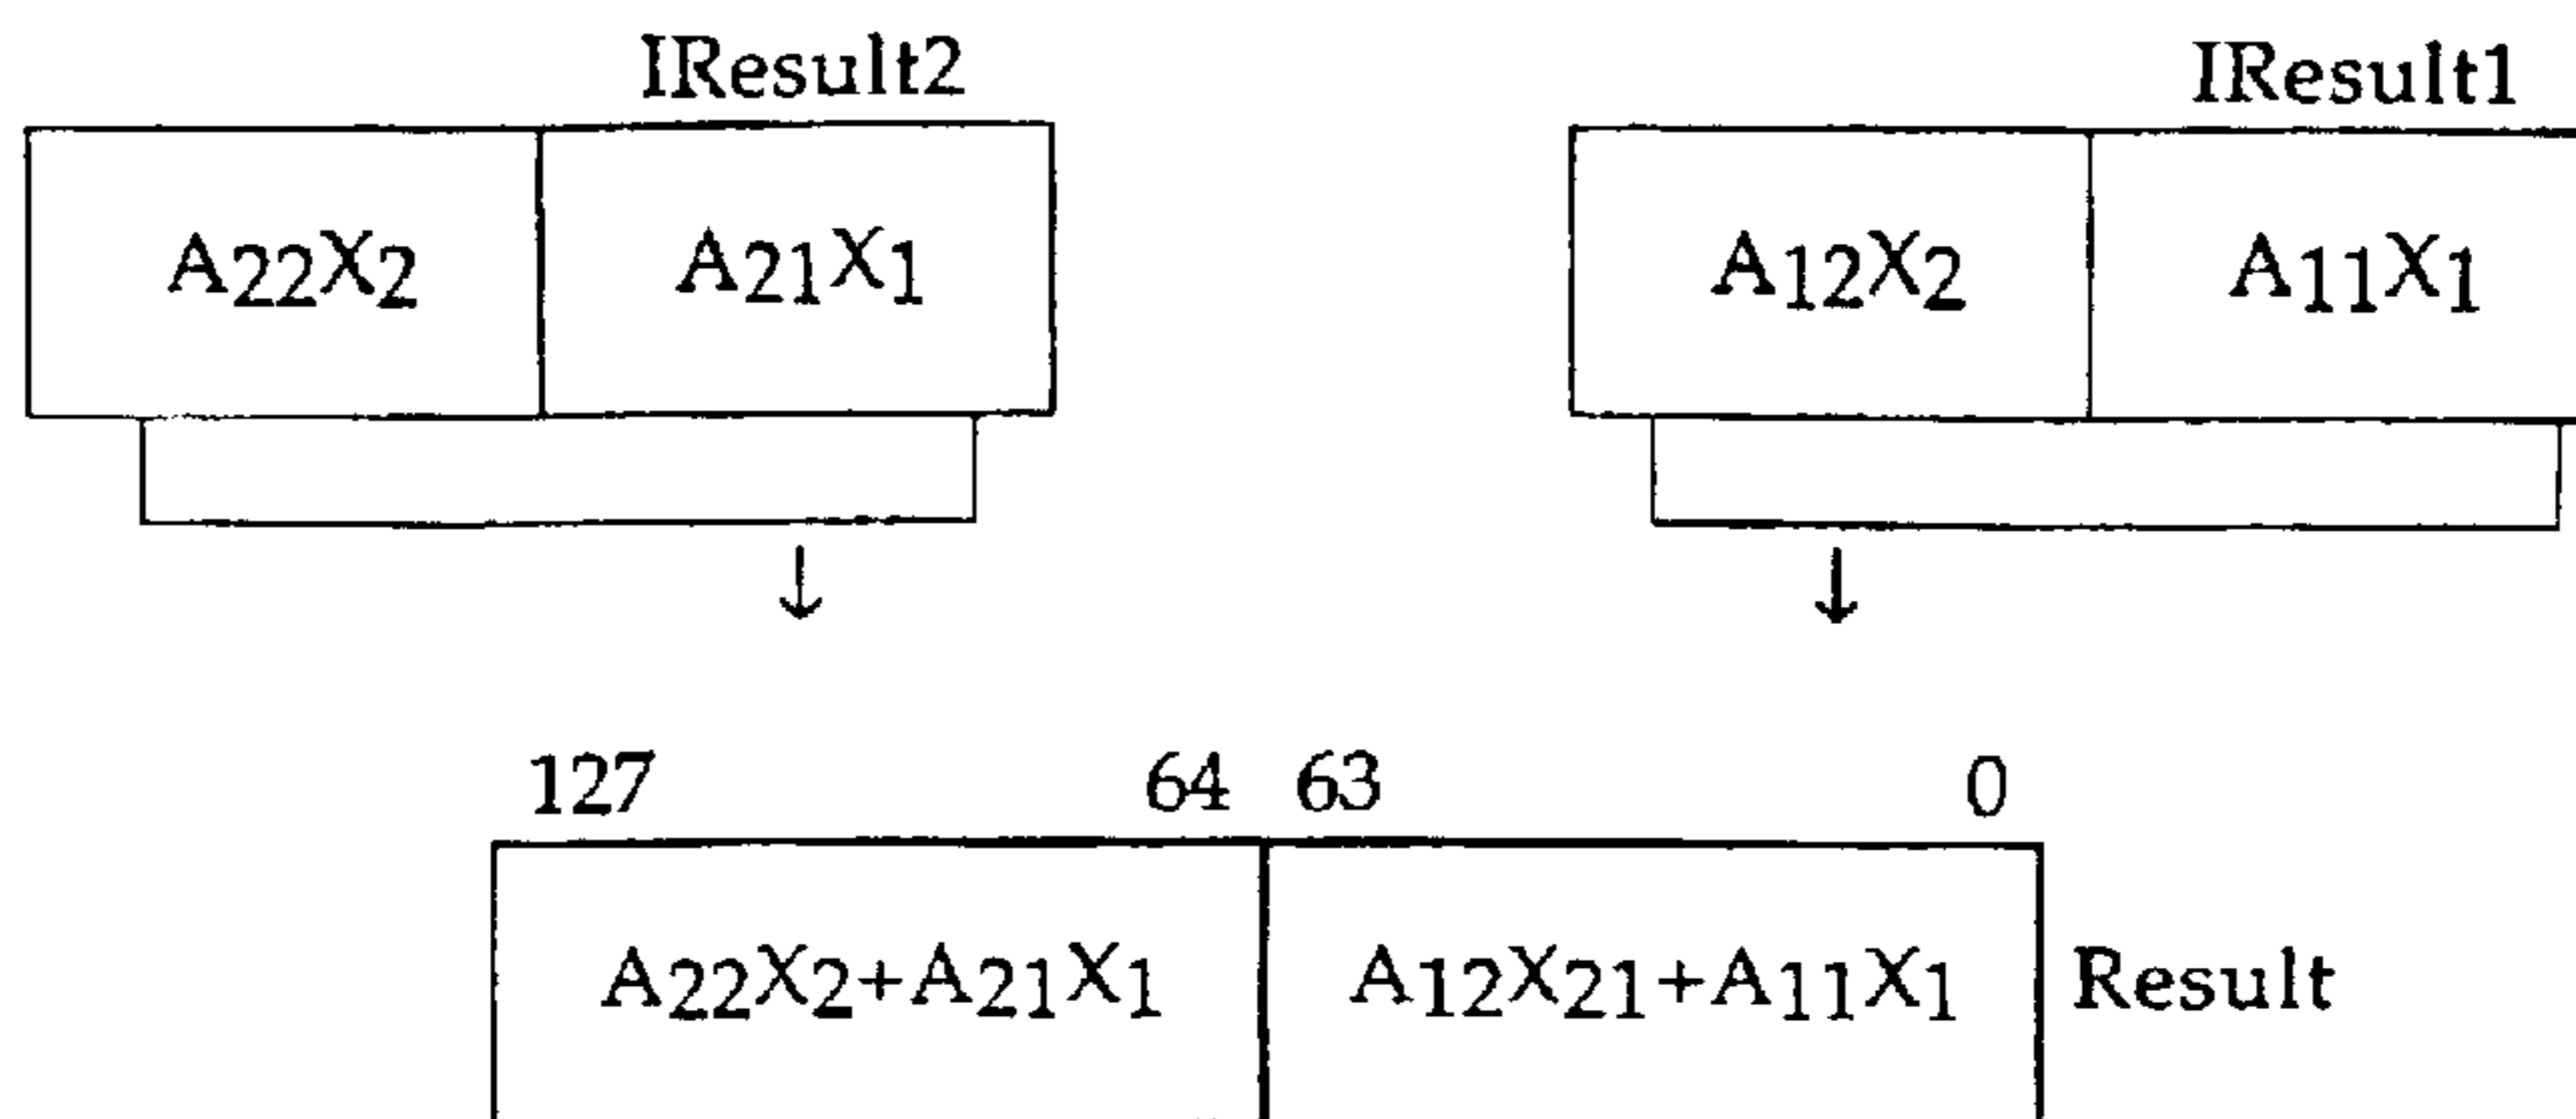 IResult2 IResult1
A22X2 A21X1 A12X2 A11X1
127 64 63 0
A22X2+A21X1 A12X21+A11X1 Result